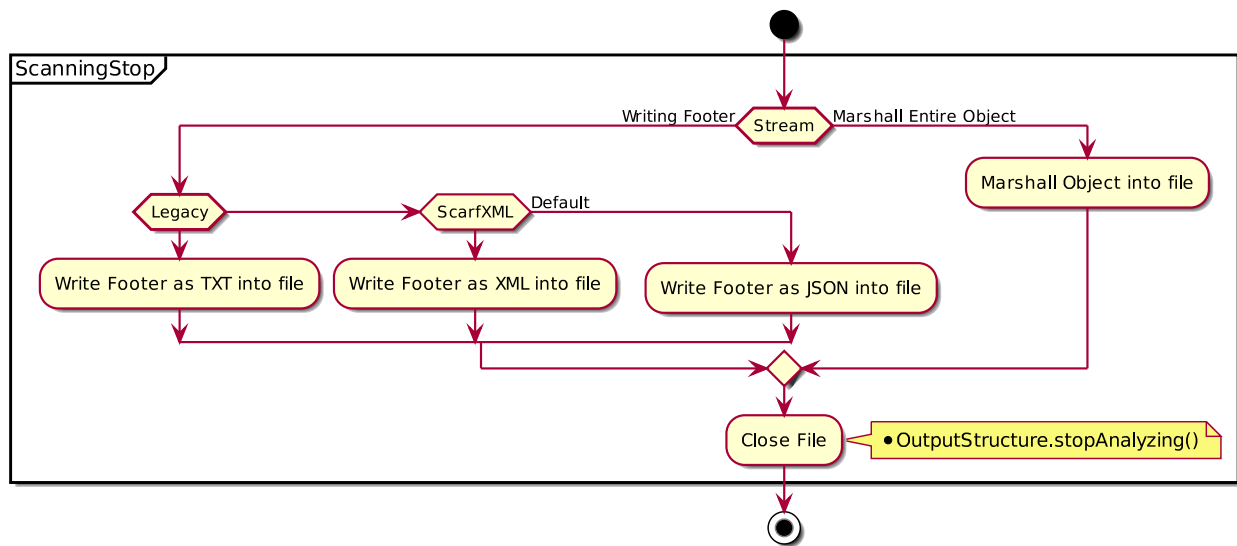 ScanningStop
Writing Footer
Stream
Marshall Entire Object
Marshall Object into file
Legacy
ScarfXML
Default
Write Footer as TXT into file
Write Footer as XML into file
Write Footer as JSON into file
Close File
• OutputStructure.stopAnalyzing()